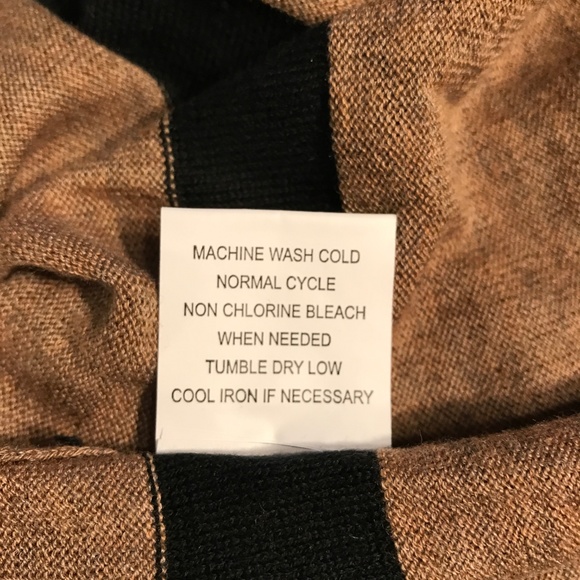 MACHINE WASH COLD
NORMAL CYCLE
NON CHLORINE BLEACH
WHEN NEEDED
TUMBLE DRY LOW
COOL IRON IF NECESSARY